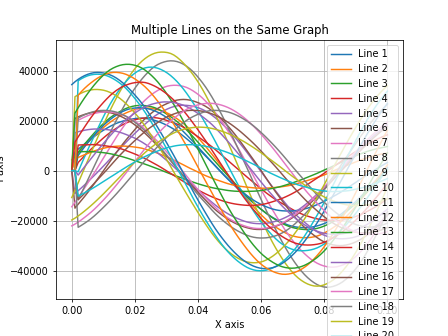 Multiple Lines on the Same Graph
40000
20000
0
−20000
−40000
0.00
0.02
0.04
0.06
X axis
Line 1
Line 2
Line 3
Line 4
Line 5
Line 6
Line 7
Line 8
Line 9
Line 10
Line 11
Line 12
Line 13
Line 14
Line 15
Line 16
Line 17
Line 18
Line 19